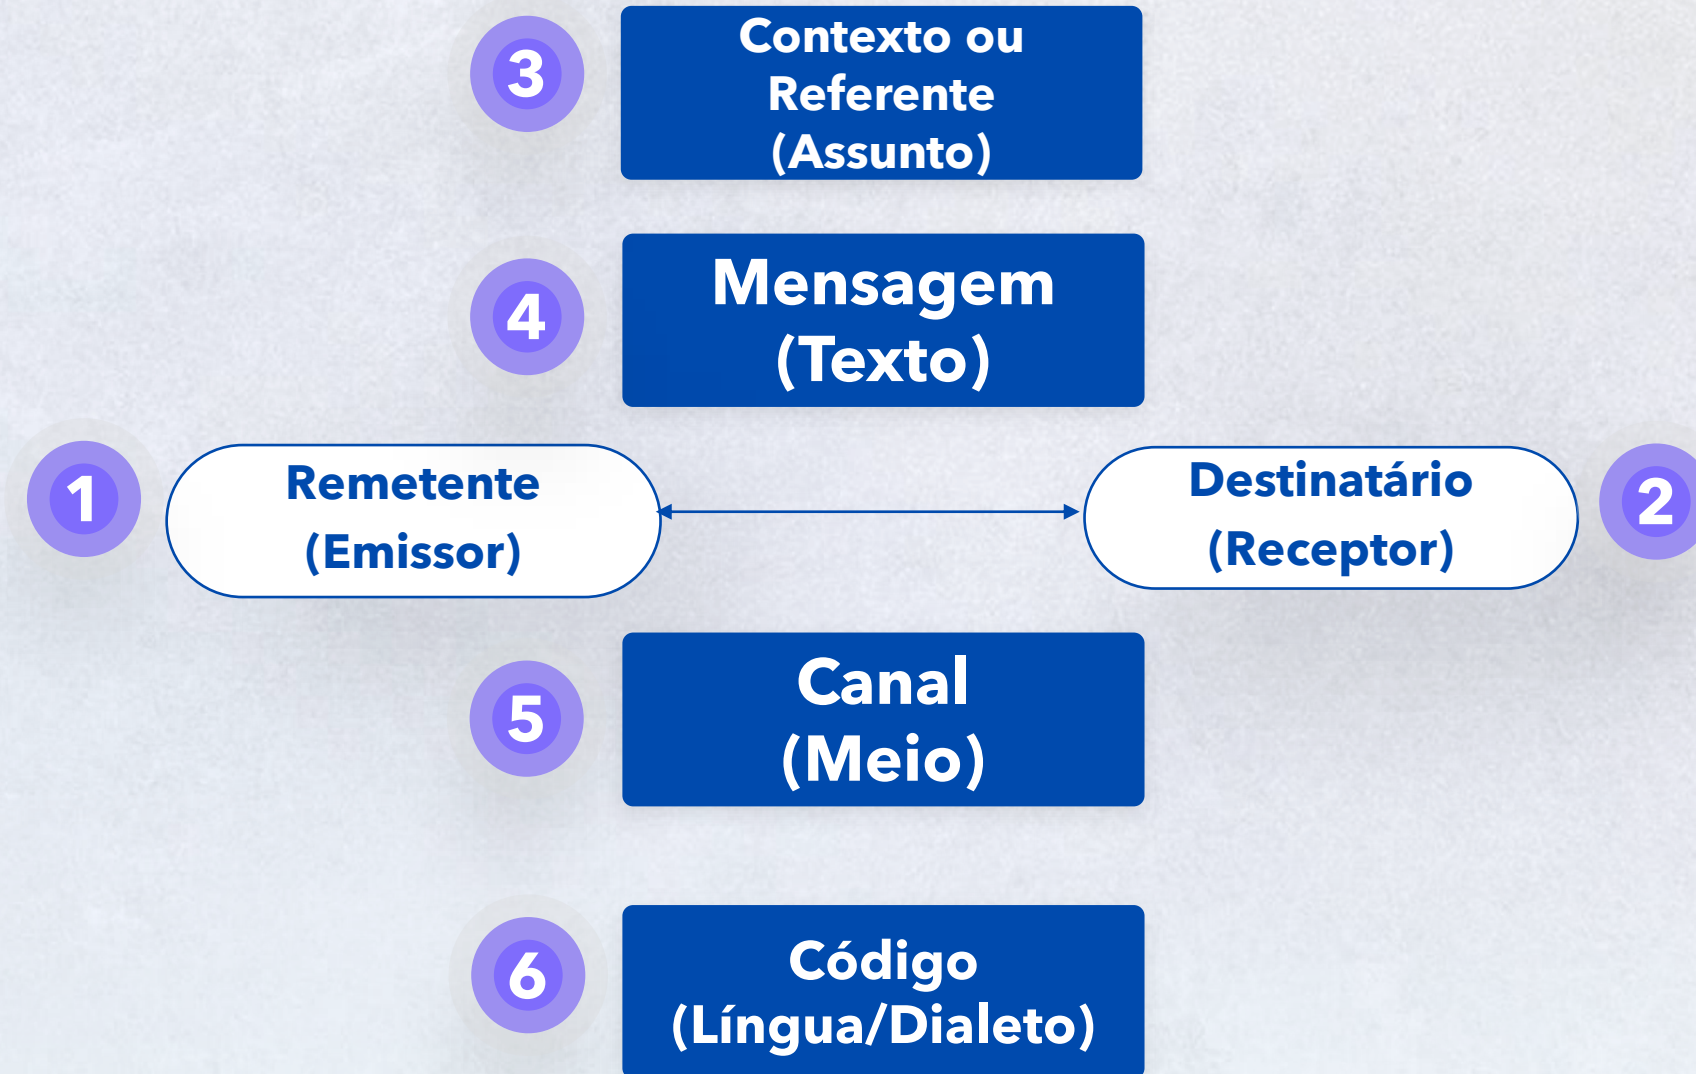 3
Contexto ou
Referente
(Assunto)
4
Mensagem
(Texto)
1
Remetente
(Emissor)
Destinatário
(Receptor)
2
5
Canal
(Meio)
6
Código
(Língua/Dialeto)